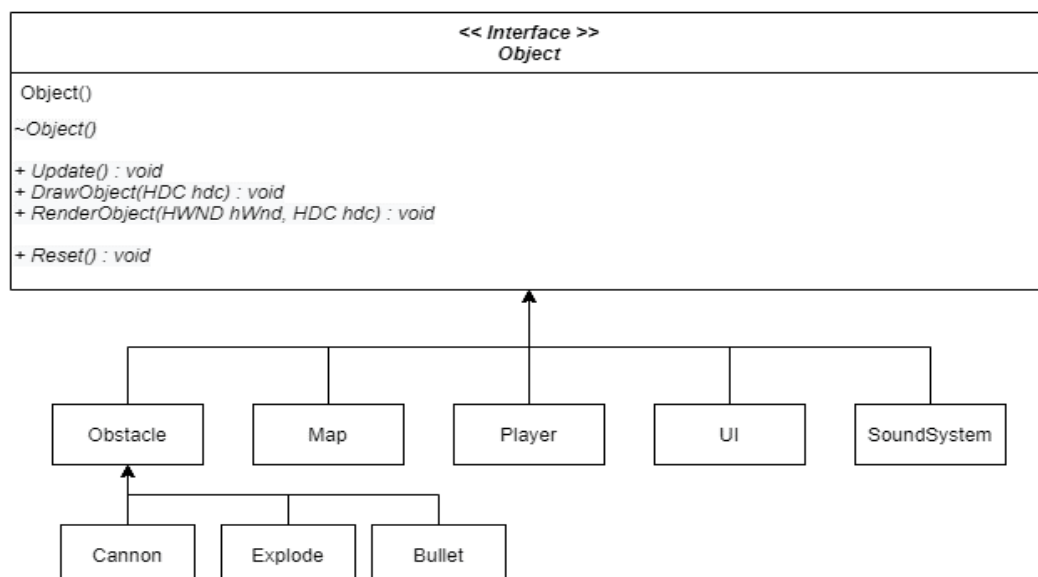 << Interface >>
Object
Object()
~Object()
+ Update() : void
+ DrawObject(HDC hdc) : void
+ RenderObject(HWND hWnd, HDC hdc) : void
+ Reset() : void
Obstacle
Map
Player
UI
SoundSystem
Cannon
Explode
Bullet